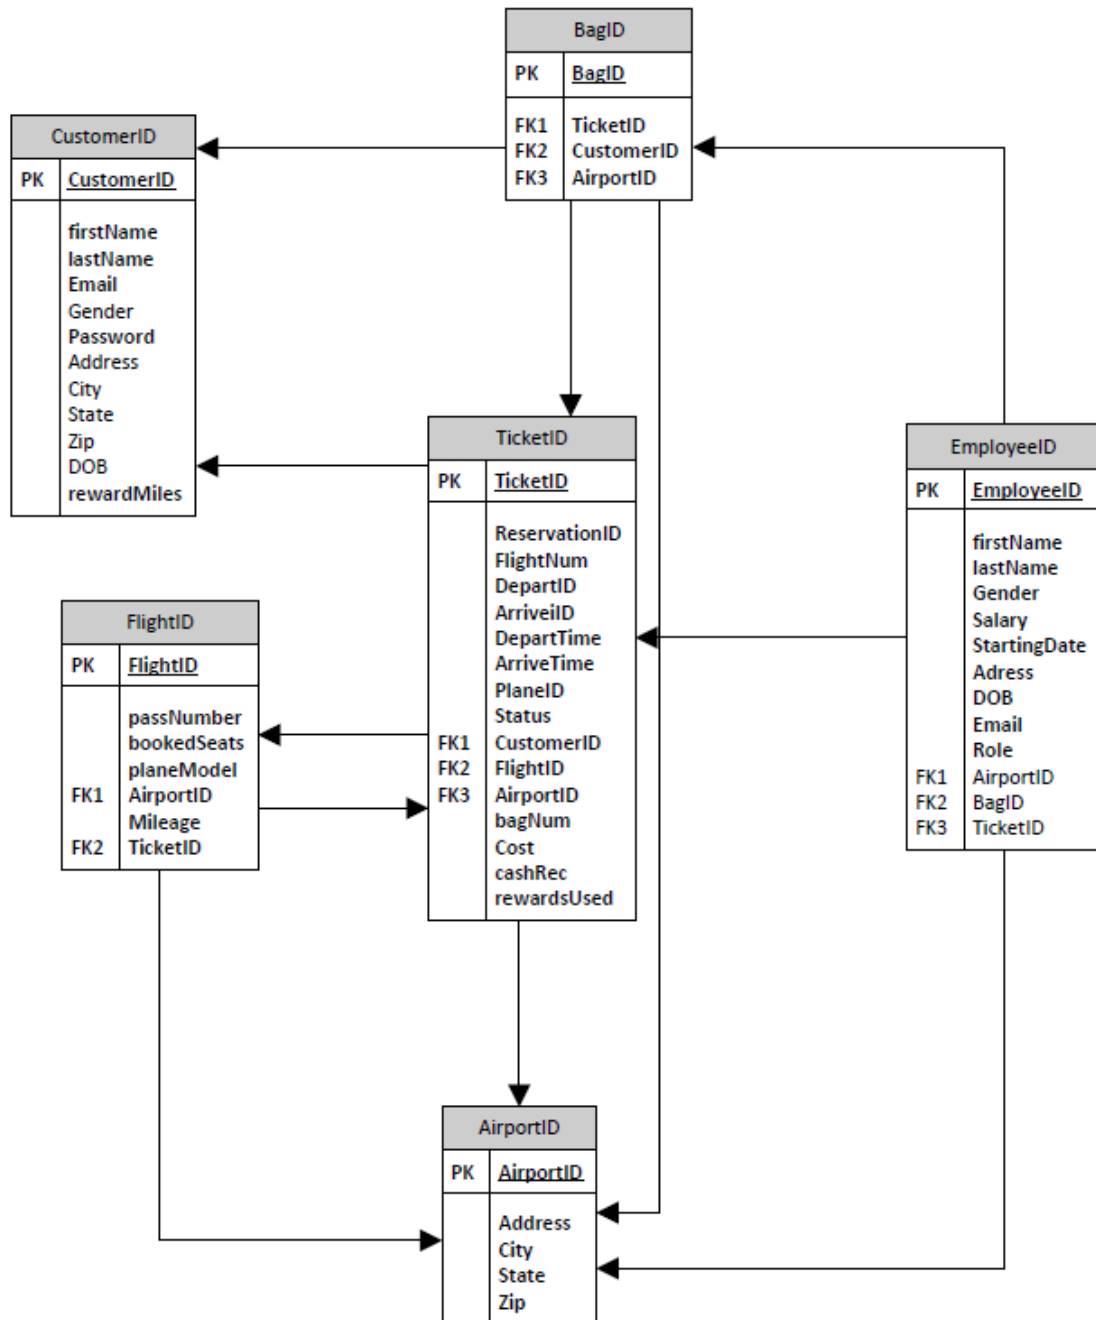 BagID
PK BagID
FK1 TicketID
FK2 CustomerID
FK3 AirportID
CustomerID
PK CustomerID
firstName
lastName
Email
Gender
Password
Address
City
State
Zip
DOB
rewardMiles
TicketID
PK TicketID
ReservationID
FlightNum
DepartID
ArriveiID
DepartTime
ArriveTime
PlaneID
Status
FK1 CustomerID
FK2 FlightID
FK3 AirportID
bagNum
Cost
cashRec
rewardsUsed
EmployeeID
PK EmployeeID
firstName
lastName
Gender
Salary
StartingDate
Adress
DOB
Email
Role
FK1 AirportID
FK2 BagID
FK3 TicketID
FlightID
PK FlightID
passNumber
bookedSeats
planeModel
FK1 AirportID
Mileage
FK2 TicketID
AirportID
PK AirportID
Address
City
State
Zip